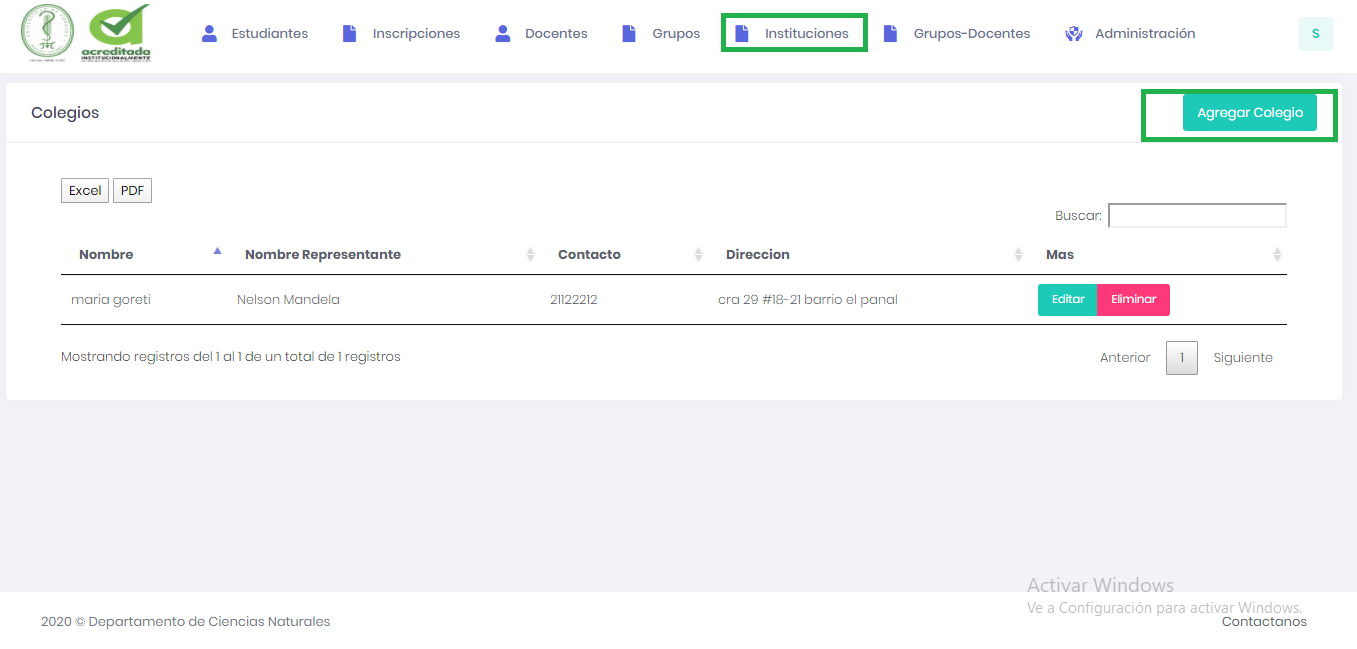 acreditada
INSTITUCIONALMENTE
Estudiantes
Inscripciones
Docentes
Grupos
Instituciones
Grupos-Docentes
Administración
S
Colegios
Agregar Colegio
Excel
PDF
Buscar:
Nombre
Nombre Representante
Contacto
Direccion
Mas
maria goreti
Nelson Mandela
21122212
cra 29 #18-21 barrio el panal
Editar
Eliminar
Mostrando registros del 1 al 1 de un total de 1 registros
Anterior
1
Siguiente
Activar Windows
Ve a Configuración para activar Windows.
2020 © Departamento de Ciencias Naturales
Contactanos